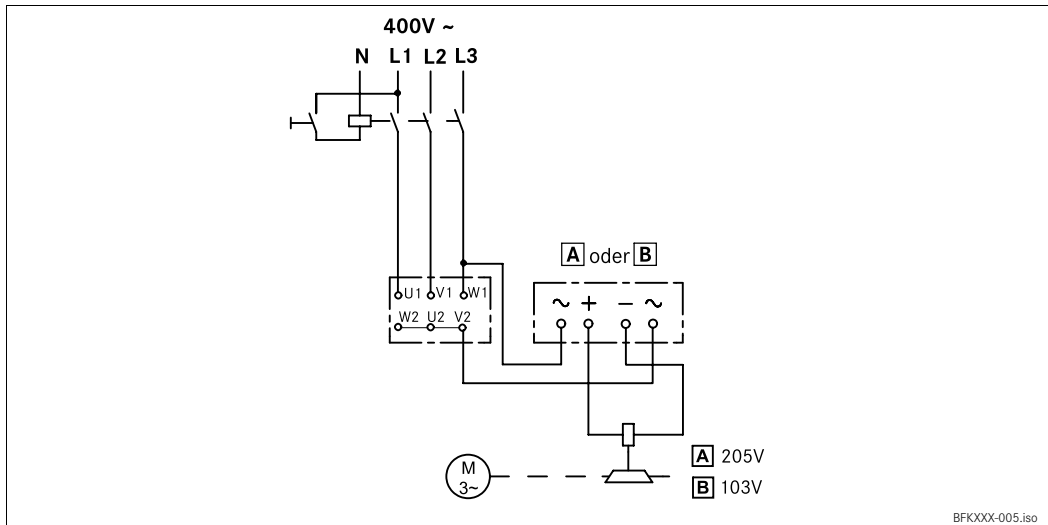 400V ~
N L1 L2 L3
A oder B
U1 V1 W1
W2 U2 V2
~ + − ~
M
3~
A 205V
B 103V
BFKXXX-005.iso